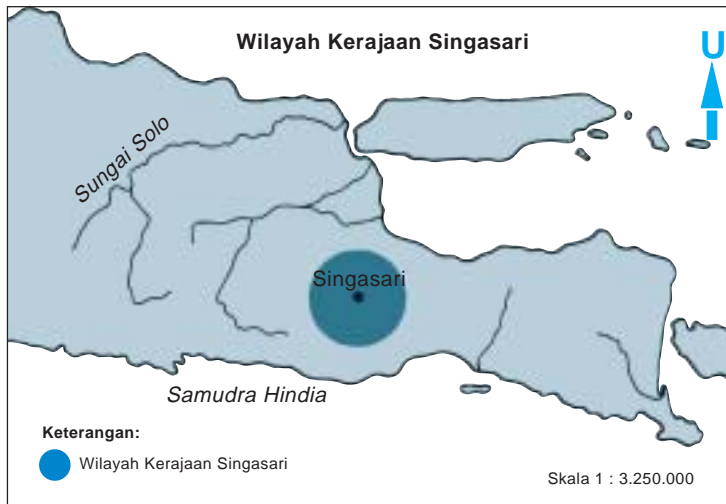 Wilayah Kerajaan Singasari
U
Sungai Solo
Singasari
Samudra Hindia
Keterangan:
Wilayah Kerajaan Singasari
Skala 1 : 3.250.000